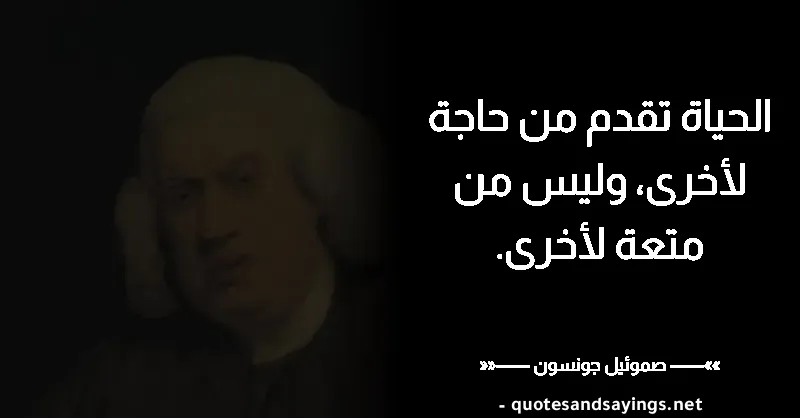 الحياة تقدم من حاجة
لأخرى، وليس من
متعة لأخرى.
»»—— صموئيل جونسون ——««
- quotesandsayings.net